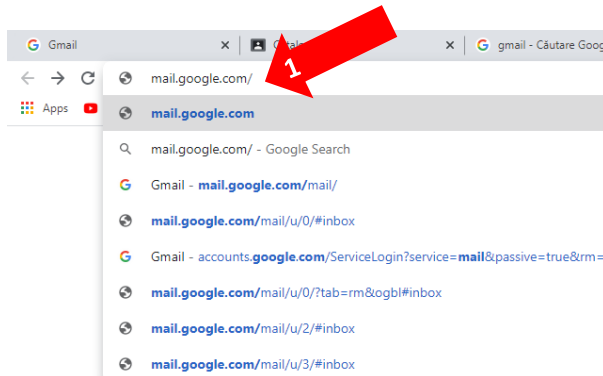 Gmail
gmail - Căutare Goog
1
mail.google.com/
Apps
mail.google.com
mail.google.com/ - Google Search
Gmail - mail.google.com/mail/
mail.google.com/mail/u/0/#inbox
Gmail - accounts.google.com/ServiceLogin?service=mail&passive=true&rm=
mail.google.com/mail/u/0/?tab=rm&ogbl#inbox
mail.google.com/mail/u/2/#inbox
mail.google.com/mail/u/3/#inbox